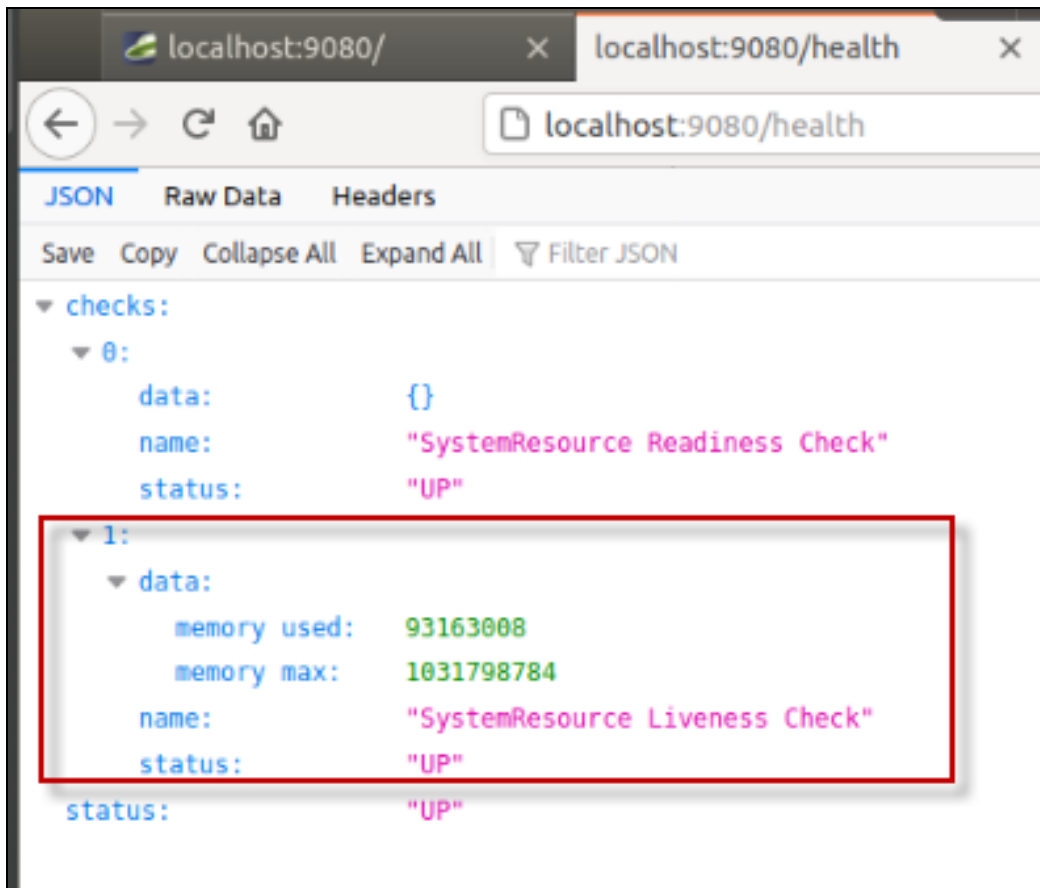 localhost:9080/ localhost:9080/health
localhost:9080/health
JSON Raw Data Headers
Save Copy Collapse All Expand All Filter JSON
checks:
0:
data: {}
name: "SystemResource Readiness Check"
status: "UP"
1:
data:
memory used: 93163008
memory max: 1031798784
name: "SystemResource Liveness Check"
status: "UP"
status: "UP"